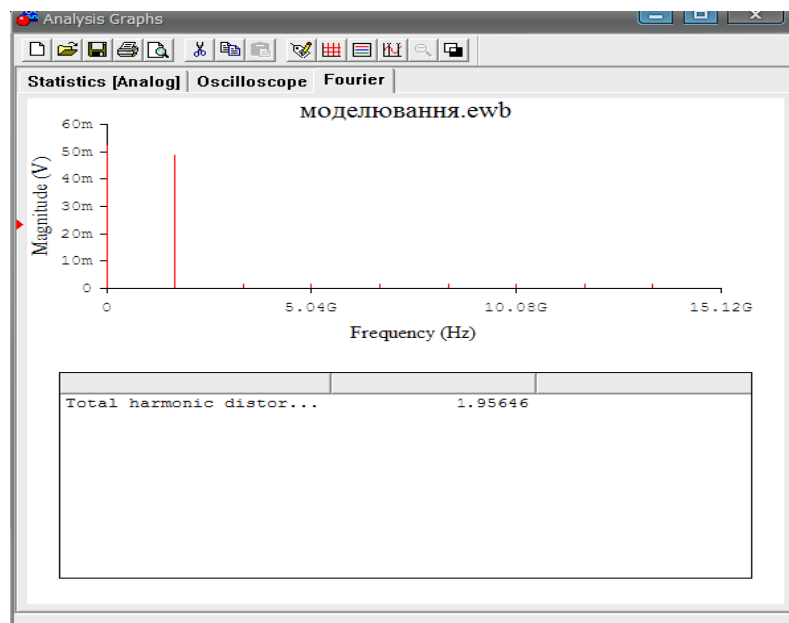 Analysis Graphs
Statistics [Analog] Oscilloscope Fourier
моделювання.ewb
60m
50m
40m
30m
20m
10m
0
Magnitude (V)
0 5.04G 10.08G 15.12G
Frequency (Hz)
Total harmonic distor... 1.95646